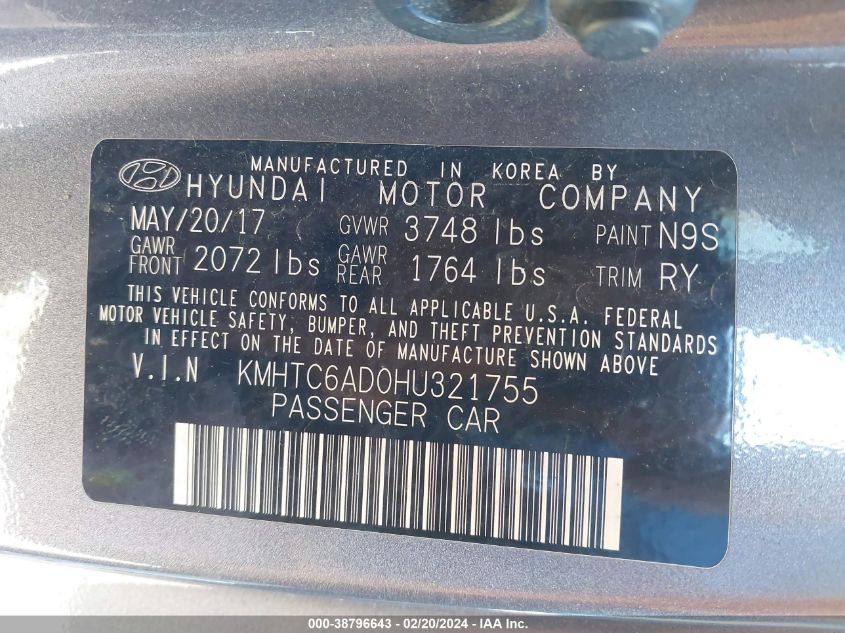 MANUFACTURED IN KOREA BY
HYUNDAI MOTOR COMPANY
MAY/20/17 GVWR 3748 lbs PAINT N9S
GAWR FRONT 2072 lbs GAWR REAR 1764 lbs TRIM RY
THIS VEHICLE CONFORMS TO ALL APPLICABLE U.S.A. FEDERAL
MOTOR VEHICLE SAFETY, BUMPER, AND THEFT PREVENTION STANDARDS
IN EFFECT ON THE DATE OF MANUFACTURE SHOWN ABOVE
V.I.N KMHTC6AD0HU321755
PASSENGER CAR
000-38796643 / 02/20/2024 - IAA Inc.